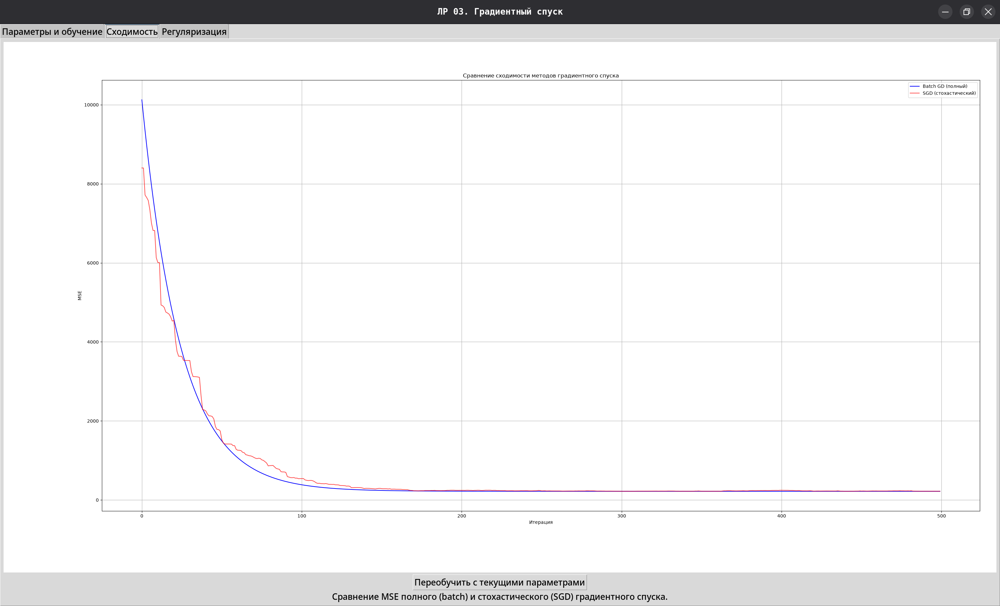 ЛР 03. Градиентный спуск
Параметры и обучение Сходимость Регуляризация
Сравнение сходимости методов градиентного спуска
Batch GD (полный)
SGD (стохастический)
10000
8000
6000
4000
2000
0
MSE
0 100 200 300 400 500
Итерация
Переобучить с текущими параметрами
Сравнение MSE полного (batch) и стохастического (SGD) градиентного спуска.